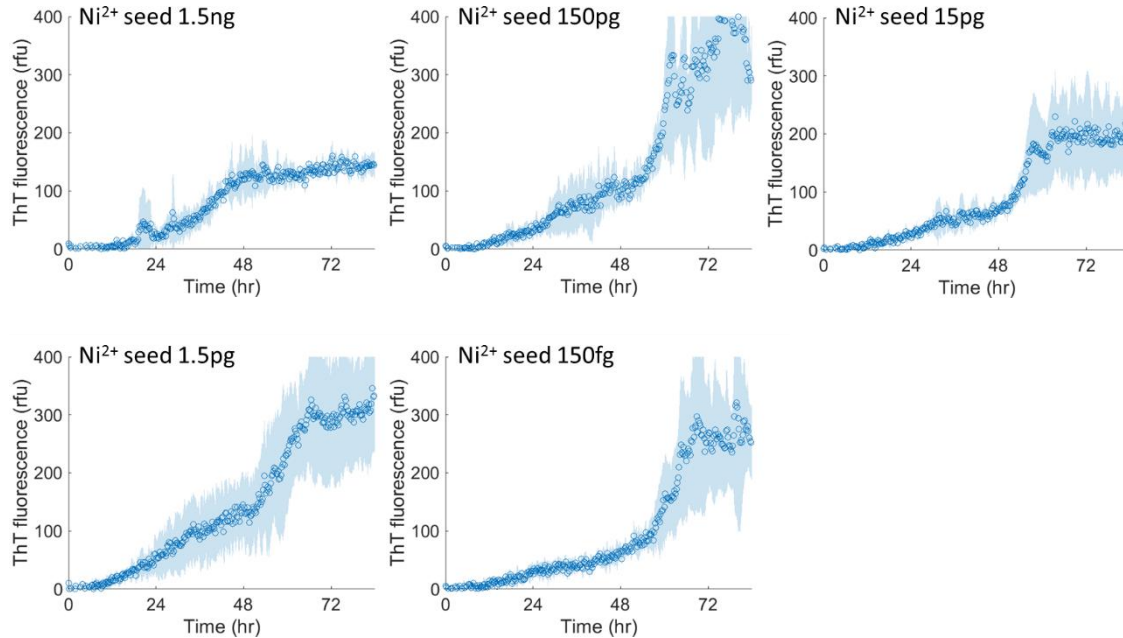 Ni²⁺ seed 1.5ng
ThT fluorescence (rfu)
400
300
200
100
0
0 24 48 72
Time (hr)
Ni²⁺ seed 150pg
ThT fluorescence (rfu)
400
300
200
100
0
0 24 48 72
Time (hr)
Ni²⁺ seed 15pg
ThT fluorescence (rfu)
400
300
200
100
0
0 24 48 72
Time (hr)
Ni²⁺ seed 1.5pg
ThT fluorescence (rfu)
400
300
200
100
0
0 24 48 72
Time (hr)
Ni²⁺ seed 150fg
ThT fluorescence (rfu)
400
300
200
100
0
0 24 48 72
Time (hr)